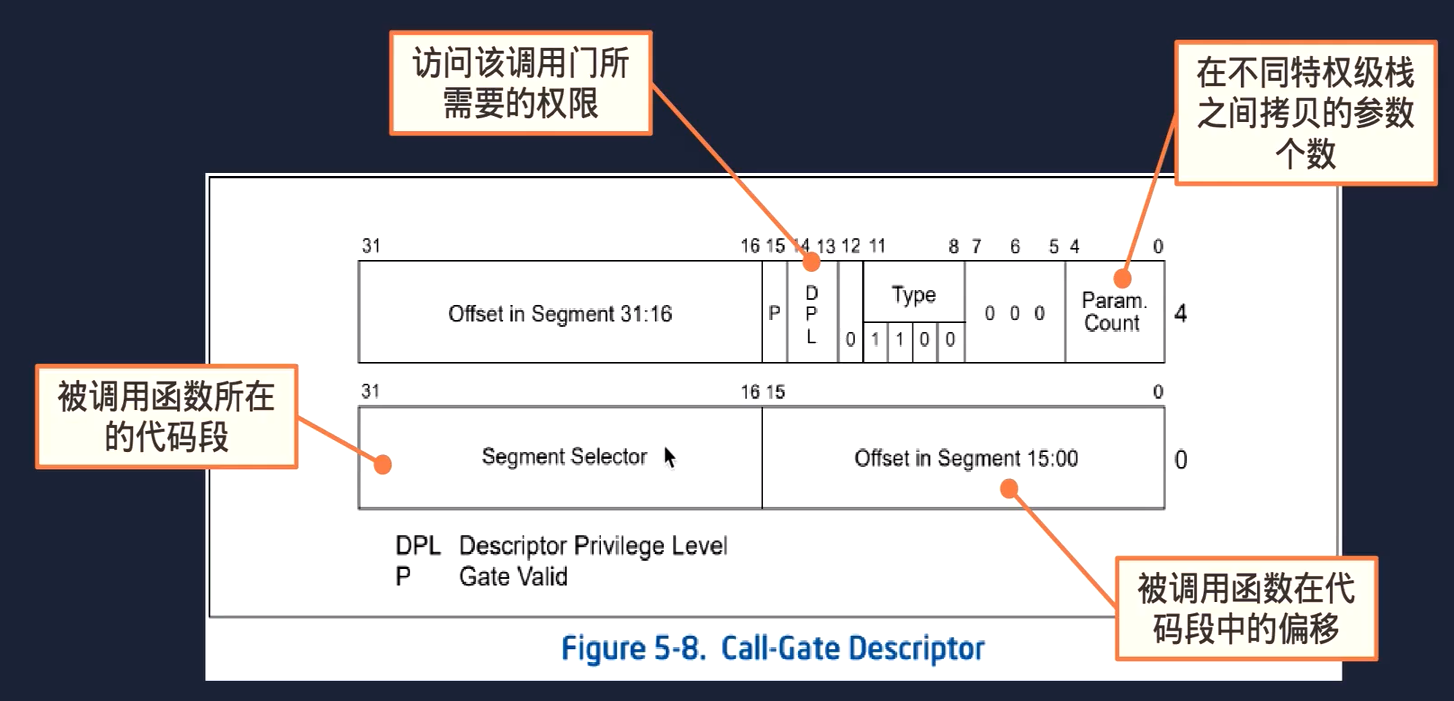 访问该调用门所
需要的权限
在不同特权级栈
之间拷贝的参数
个数
31 16 15 14 13 12 11 8 7 6 5 4 0
Offset in Segment 31:16
P
D
P
L
0
Type
1 1 0 0
0 0 0
Param.
Count
4
被调用函数所在
的代码段
31 16 15 0
Segment Selector
Offset in Segment 15:00
0
DPL Descriptor Privilege Level
P Gate Valid
被调用函数在代
码段中的偏移
Figure 5-8. Call-Gate Descriptor